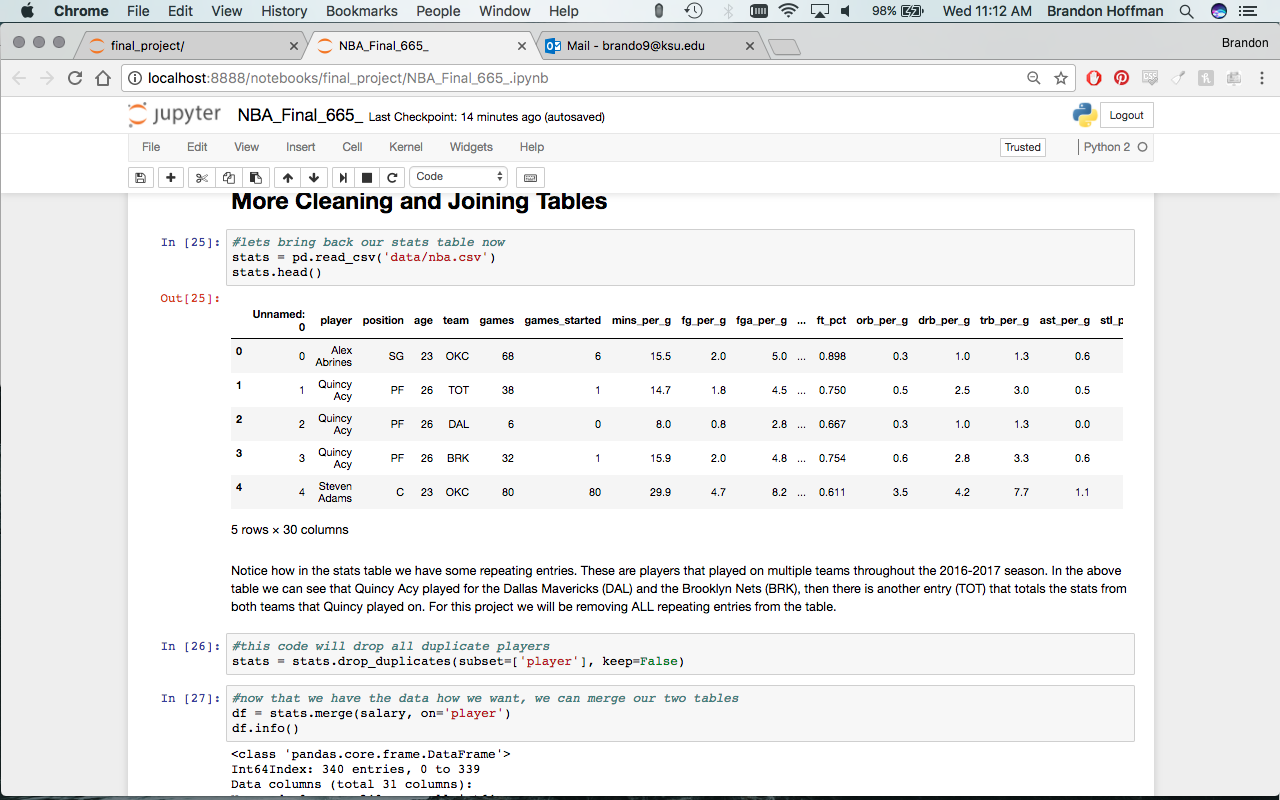 Chrome File Edit View History Bookmarks People Window Help 98% Wed 11:12 AM Brandon Hoffman
final_project/ NBA_Final_665_ Mail - brando9@ksu.edu Brandon
localhost:8888/notebooks/final_project/NBA_Final_665_.ipynb
jupyter NBA_Final_665_ Last Checkpoint: 14 minutes ago (autosaved) Logout
File Edit View Insert Cell Kernel Widgets Help Trusted Python 2
Code
More Cleaning and Joining Tables
In [25]: #lets bring back our stats table now
stats = pd.read_csv('data/nba.csv')
stats.head()
Out[25]:
Unnamed: 0 player position age team games games_started mins_per_g fg_per_g fga_per_g ... ft_pct orb_per_g drb_per_g trb_per_g ast_per_g stl_p
0 0 Alex Abrines SG 23 OKC 68 6 15.5 2.0 5.0 ... 0.898 0.3 1.0 1.3 0.6
1 1 Quincy Acy PF 26 TOT 38 1 14.7 1.8 4.5 ... 0.750 0.5 2.5 3.0 0.5
2 2 Quincy Acy PF 26 DAL 6 0 8.0 0.8 2.8 ... 0.667 0.3 1.0 1.3 0.0
3 3 Quincy Acy PF 26 BRK 32 1 15.9 2.0 4.8 ... 0.754 0.6 2.8 3.3 0.6
4 4 Steven Adams C 23 OKC 80 80 29.9 4.7 8.2 ... 0.611 3.5 4.2 7.7 1.1
5 rows × 30 columns
Notice how in the stats table we have some repeating entries. These are players that played on multiple teams throughout the 2016-2017 season. In the above
table we can see that Quincy Acy played for the Dallas Mavericks (DAL) and the Brooklyn Nets (BRK), then there is another entry (TOT) that totals the stats from
both teams that Quincy played on. For this project we will be removing ALL repeating entries from the table.
In [26]: #this code will drop all duplicate players
stats = stats.drop_duplicates(subset=['player'], keep=False)
In [27]: #now that we have the data how we want, we can merge our two tables
df = stats.merge(salary, on='player')
df.info()
<class 'pandas.core.frame.DataFrame'>
Int64Index: 340 entries, 0 to 339
Data columns (total 31 columns):